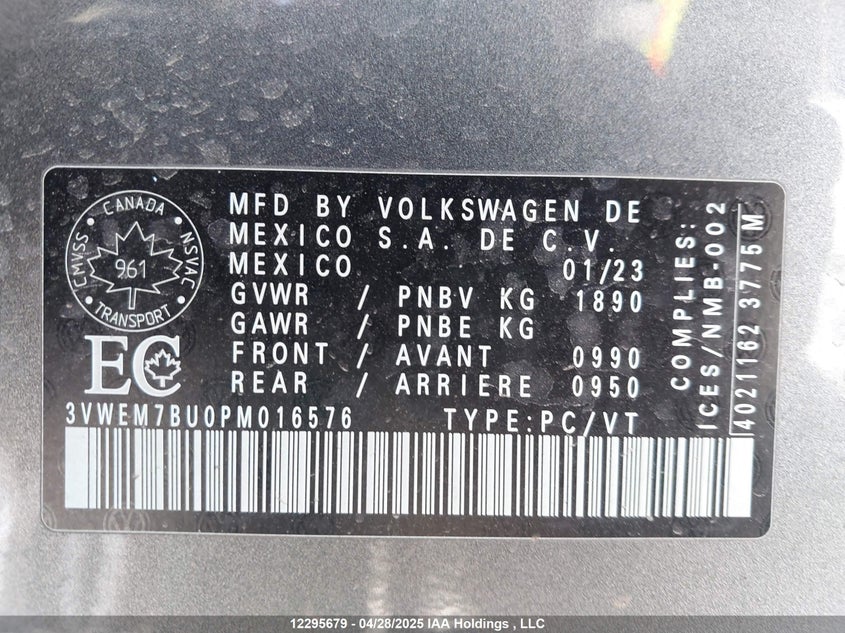 CANADA
CMVSS
NSVAC
961
TRANSPORT
EC
MFD BY VOLKSWAGEN DE
MEXICO S.A. DE C.V.
MEXICO 01/23
GVWR / PNBV KG 1890
GAWR / PNBE KG
FRONT / AVANT 0990
REAR / ARRIERE 0950
3VWEM7BU0PM016576 TYPE:PC/VT
COMPLIES:
ICES/NMB-002
40211623775M
12295679 - 04/28/2025 IAA Holdings , LLC